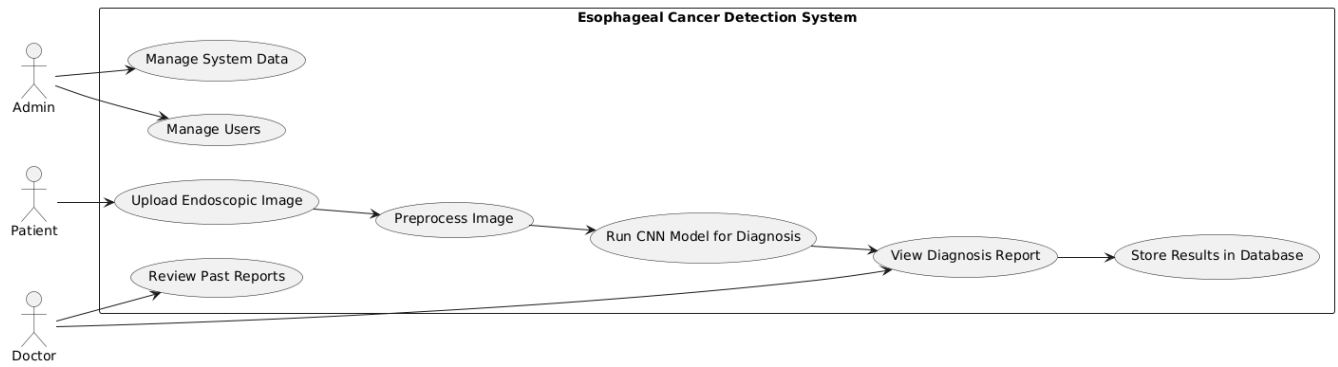 Esophageal Cancer Detection System
Manage System Data
Admin
Manage Users
Upload Endoscopic Image
Patient
Preprocess Image
Run CNN Model for Diagnosis
View Diagnosis Report
Store Results in Database
Review Past Reports
Doctor